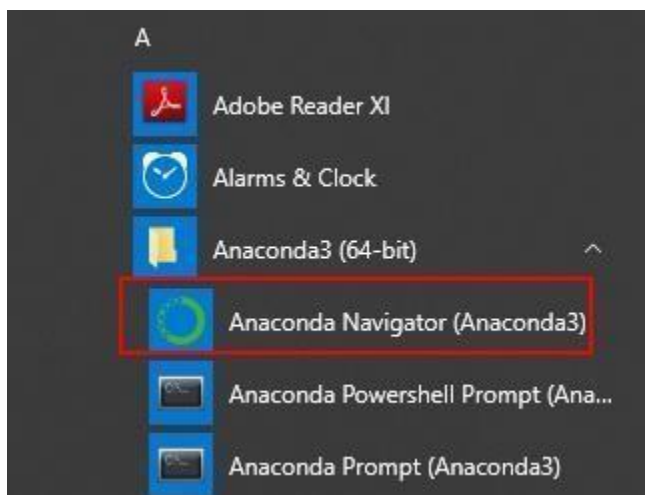 A
Adobe Reader XI
Alarms & Clock
Anaconda3 (64-bit)
Anaconda Navigator (Anaconda3)
Anaconda Powershell Prompt (Ana...
Anaconda Prompt (Anaconda3)